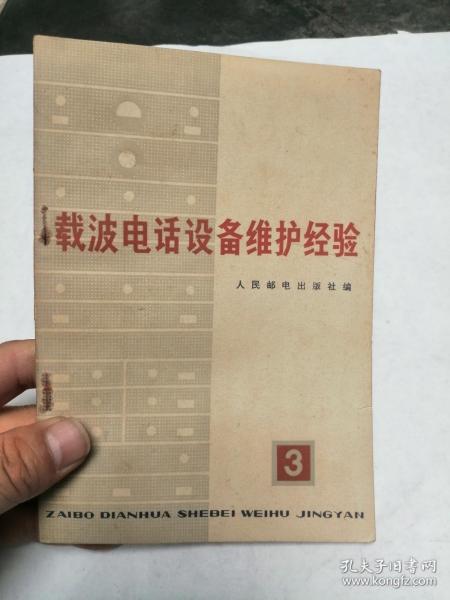 载波电话设备维护经验
人民邮电出版社编
3
ZAIBO DIANHUA SHEBEI WEIHU JINGYAN
孔夫子旧书网
www.kongfz.com